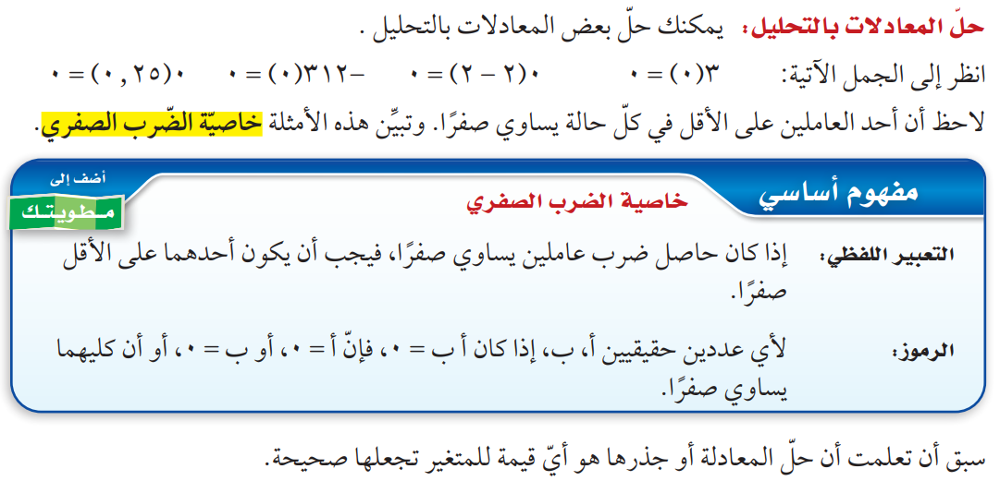 حلّ المعادلات بالتحليل: يمكنك حلّ بعض المعادلات بالتحليل .
انظر إلى الجمل الآتية: ٣(٠) = ٠ ٠(٢ – ٢) = ٠ –٣١٢(٠) = ٠ ٠(٠,٢٥) = ٠
لاحظ أن أحد العاملين على الأقل في كلّ حالة يساوي صفرًا. وتبيِّن هذه الأمثلة خاصيّة الضّرب الصفري.
مفهوم أساسي
أضف إلى
مـطويتـك
خاصية الضرب الصفري
التعبير اللفظي: إذا كان حاصل ضرب عاملين يساوي صفرًا، فيجب أن يكون أحدهما على الأقل
صفرًا.
الرموز: لأي عددين حقيقيين أ، ب، إذا كان أ ب = ٠، فإنّ أ = ٠، أو ب = ٠، أو أن كليهما
يساوي صفرًا.
سبق أن تعلمت أن حلّ المعادلة أو جذرها هو أيّ قيمة للمتغير تجعلها صحيحة.